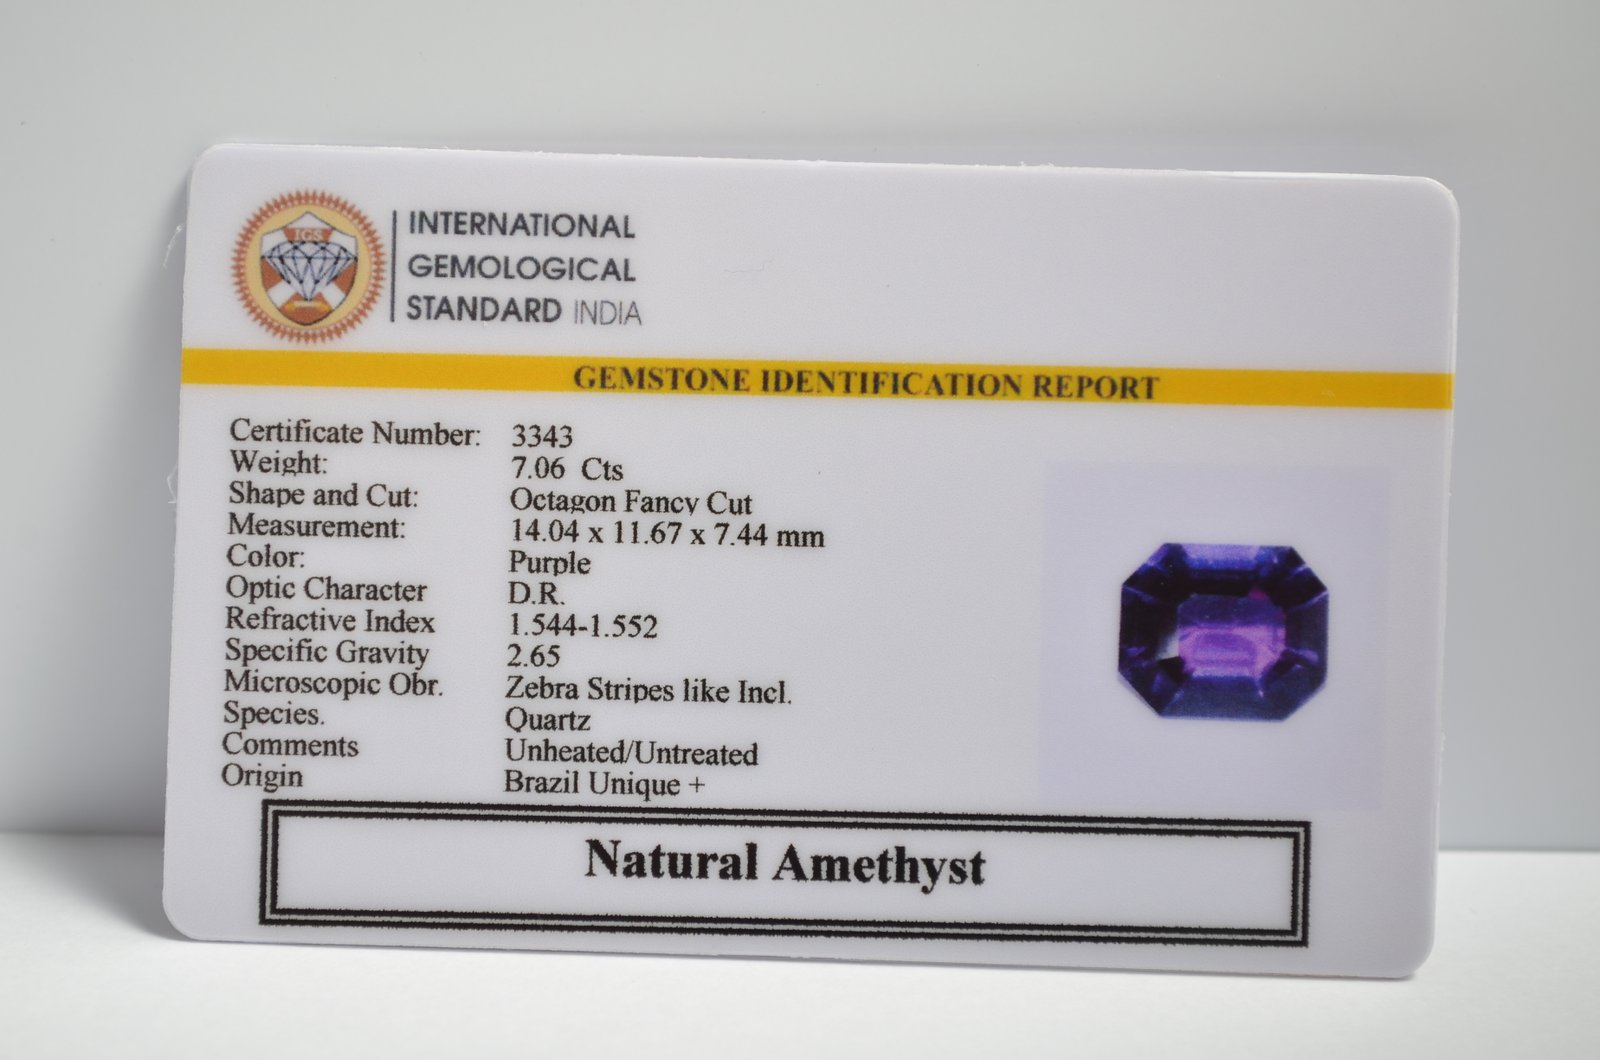 IGS
INTERNATIONAL
GEMOLOGICAL
STANDARD INDIA
GEMSTONE IDENTIFICATION REPORT
Certificate Number: 3343
Weight: 7.06 Cts
Shape and Cut: Octagon Fancy Cut
Measurement: 14.04 x 11.67 x 7.44 mm
Color: Purple
Optic Character D.R.
Refractive Index 1.544-1.552
Specific Gravity 2.65
Microscopic Obr. Zebra Stripes like Incl.
Species. Quartz
Comments Unheated/Untreated
Origin Brazil Unique +
Natural Amethyst